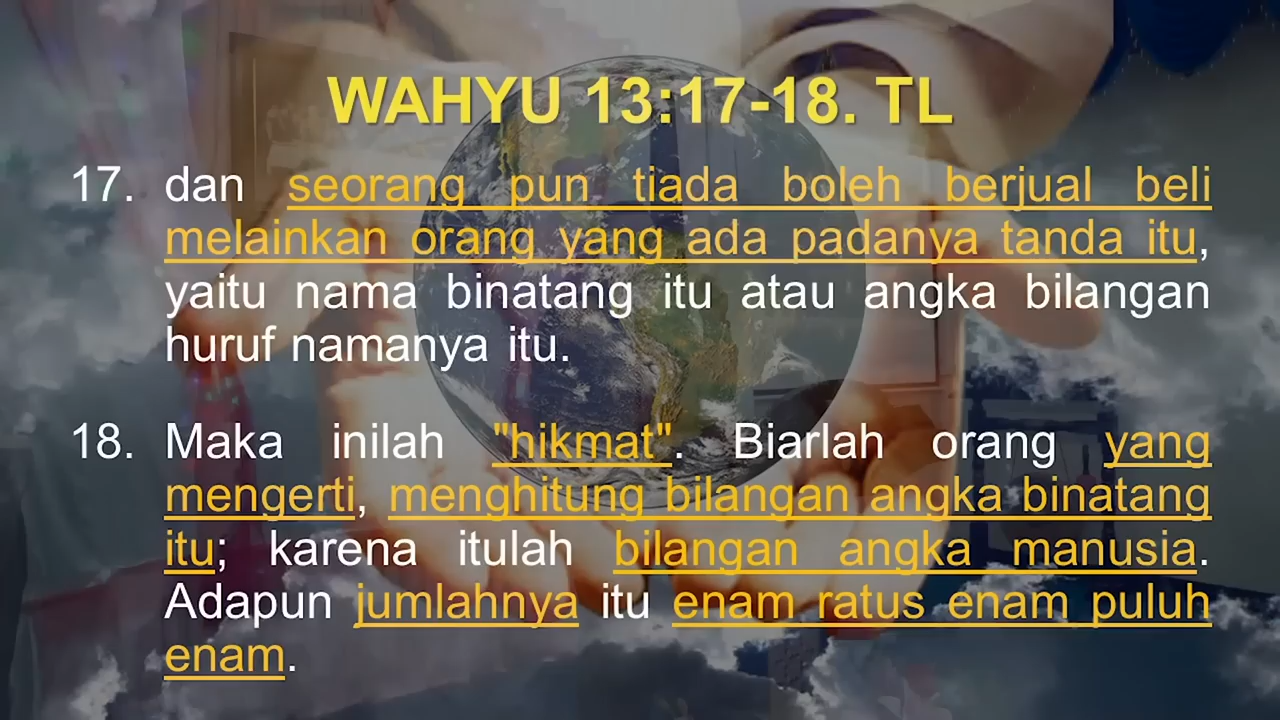 WAHYU 13:17-18. TL
17. dan seorang pun tiada boleh berjual beli
melainkan orang yang ada padanya tanda itu,
yaitu nama binatang itu atau angka bilangan
huruf namanya itu.
18. Maka inilah "hikmat". Biarlah orang yang
mengerti, menghitung bilangan angka binatang
itu; karena itulah bilangan angka manusia.
Adapun jumlahnya itu enam ratus enam puluh
enam.